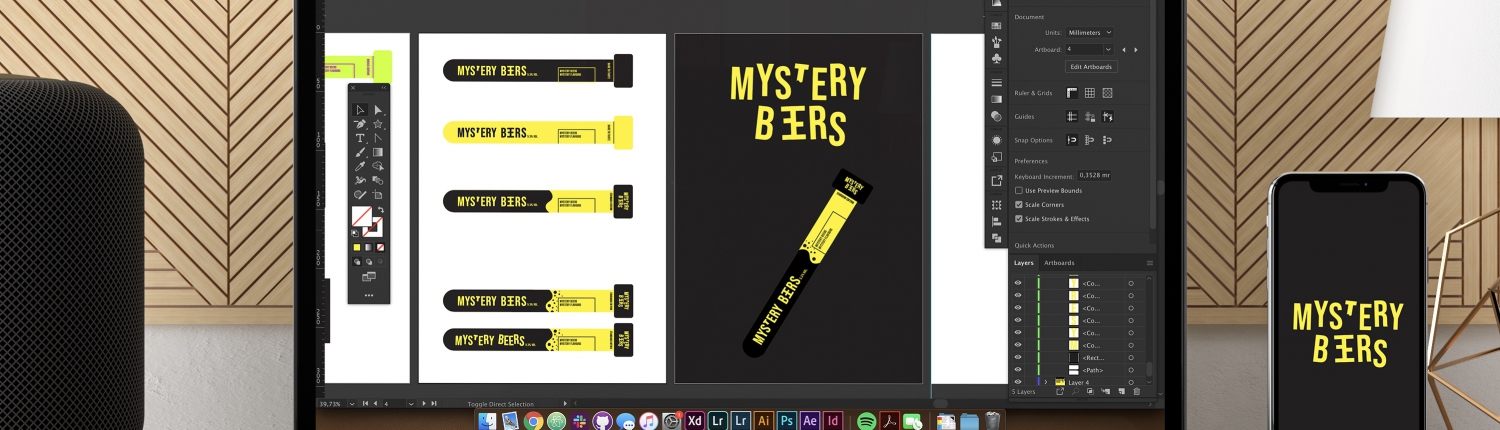 MYSTERY BEERS
MYSTERY BEERS
MYSTERY BEERS
MYSTERY BEERS
MYSTERY BEERS
MYSTERY
BEERS
MYSTERY
BEERS
MYSTERY BEERS
Document
Units: Millimeters
Artboard: 4
Edit Artboards
Ruler & Grids
Guides
Snap Options
Preferences
Keyboard Increment: 0,3528 mr
Use Preview Bounds
Scale Corners
Scale Strokes & Effects
Quick Actions
Layers Artboards
<Co...
<Co...
<Co...
<Co...
<Co...
<Co...
<Rect...
<Path>
Layer 4
5 Layers
39,73% 4 Toggle Direct Selection
Xd Lr Lr Ai Ps Ae Id
MYSTERY
BEERS